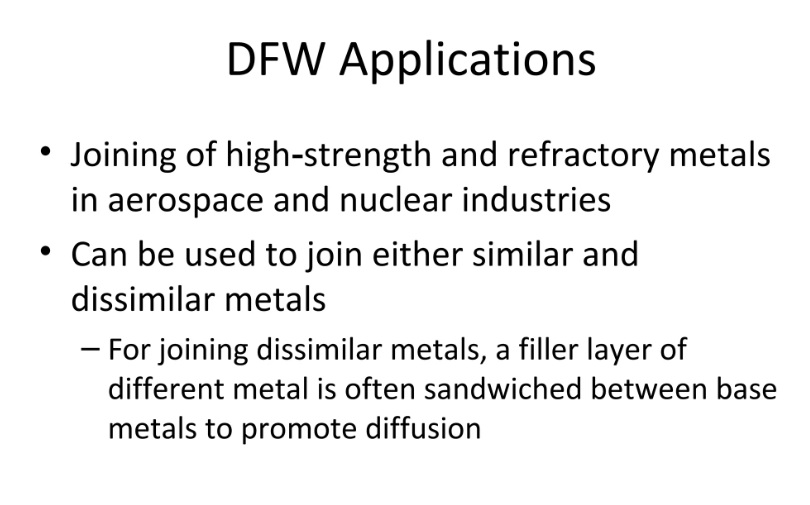 DFW Applications
• Joining of high-strength and refractory metals
in aerospace and nuclear industries
• Can be used to join either similar and
dissimilar metals
– For joining dissimilar metals, a filler layer of
different metal is often sandwiched between base
metals to promote diffusion